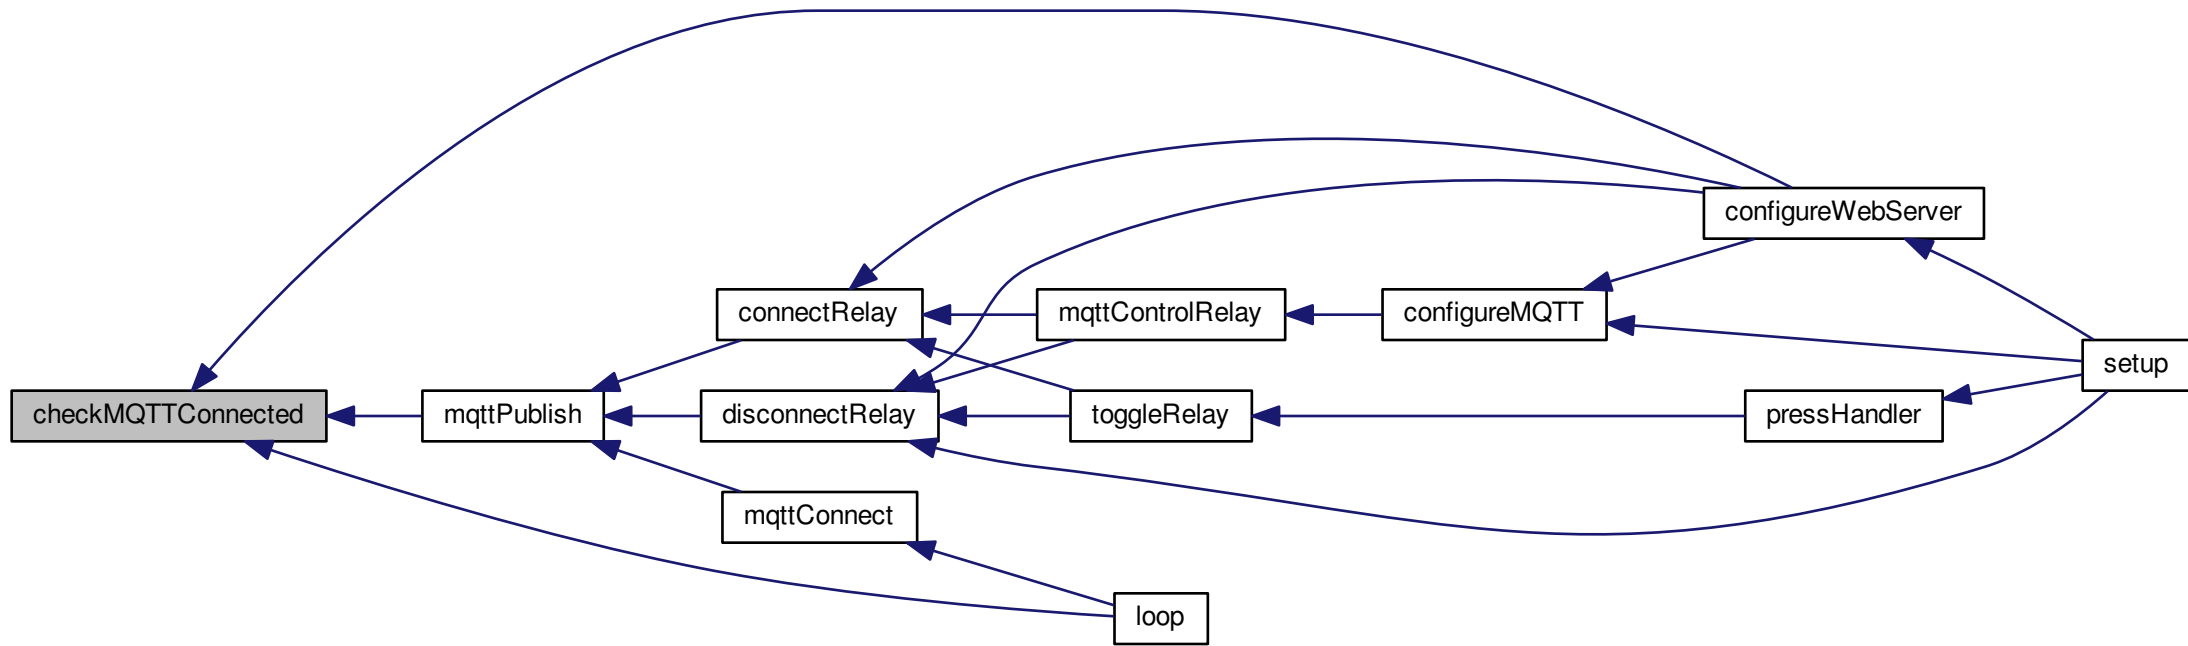 configureWebServer
connectRelay
mqttControlRelay
configureMQTT
setup
checkMQTTConnected
mqttPublish
disconnectRelay
toggleRelay
pressHandler
mqttConnect
loop